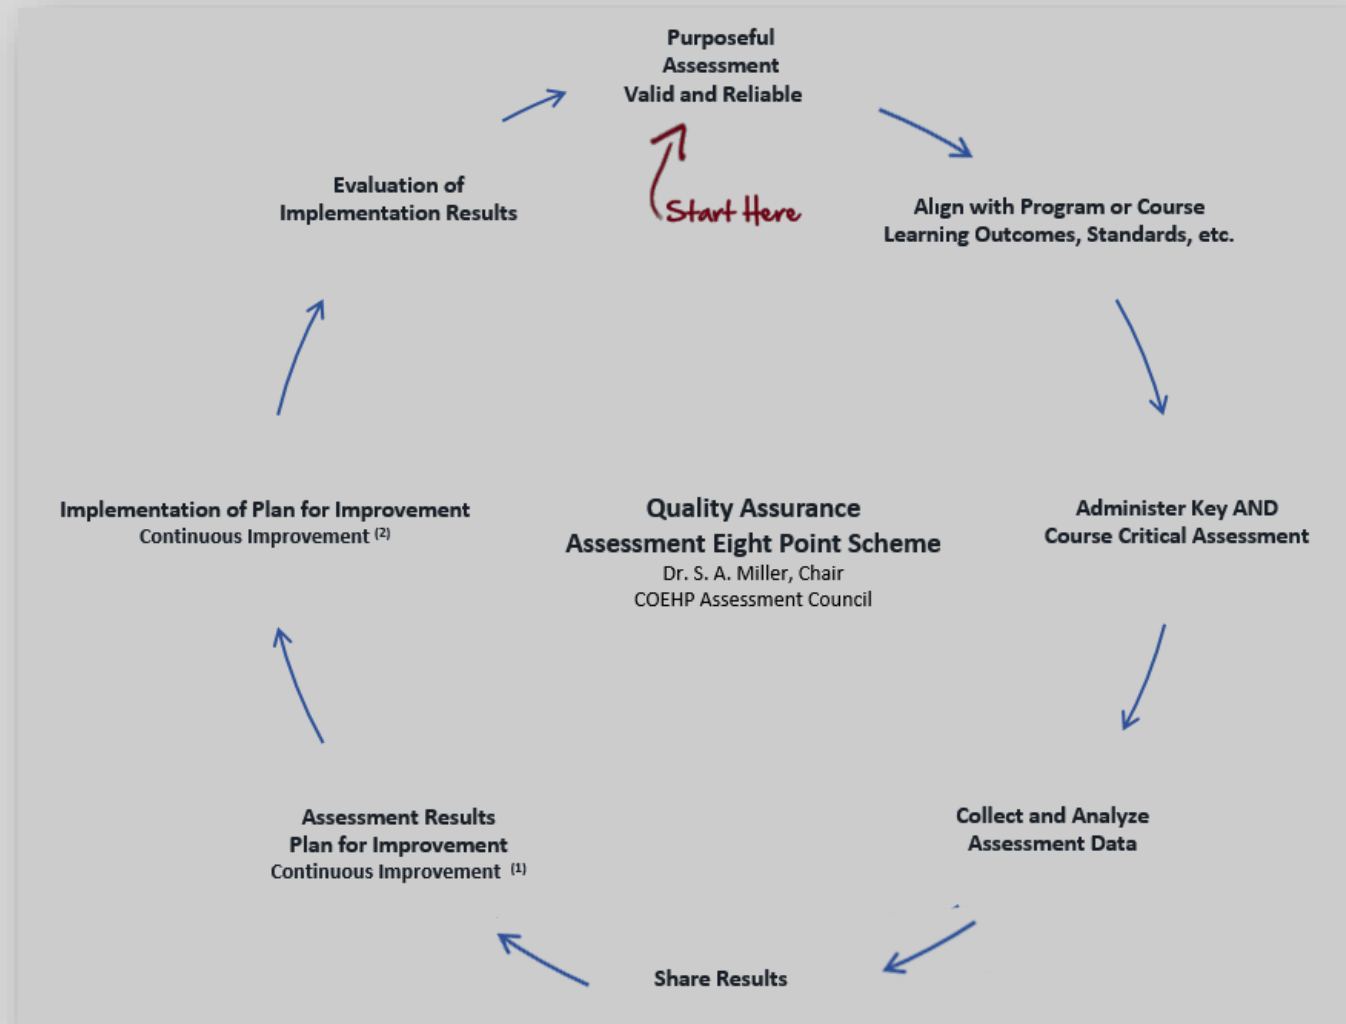 Purposeful
Assessment
Valid and Reliable
Start Here
Align with Program or Course
Learning Outcomes, Standards, etc.
Administer Key AND
Course Critical Assessment
Collect and Analyze
Assessment Data
Share Results
Assessment Results
Plan for Improvement
Continuous Improvement (1)
Implementation of Plan for Improvement
Continuous Improvement (2)
Evaluation of
Implementation Results
Quality Assurance
Assessment Eight Point Scheme
Dr. S. A. Miller, Chair
COEHP Assessment Council